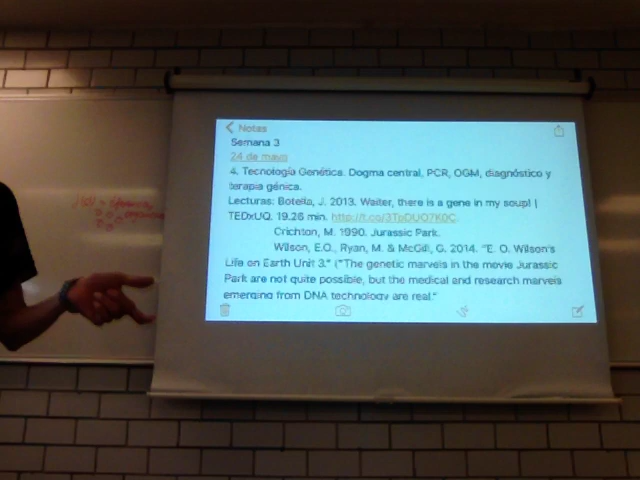 Notas
Semana 3
24 de mayo
4. Tecnología Genética. Dogma central, PCR, OGM, diagnóstico y
terapia génica.
Lecturas: Botella, J. 2013. Waiter, there is a gene in my soup! |
TEDxUQ. 19.26 min.
Crichton, M. 1990. Jurassic Park.
Wilson, E.O., Ryan, M. & McGill, G. 2014. "E. O. Wilson's
Life on Earth Unit 3." ("The genetic marvels in the movie Jurassic
Park are not quite possible, but the medical and research marvels
emerging from DNA technology are real."